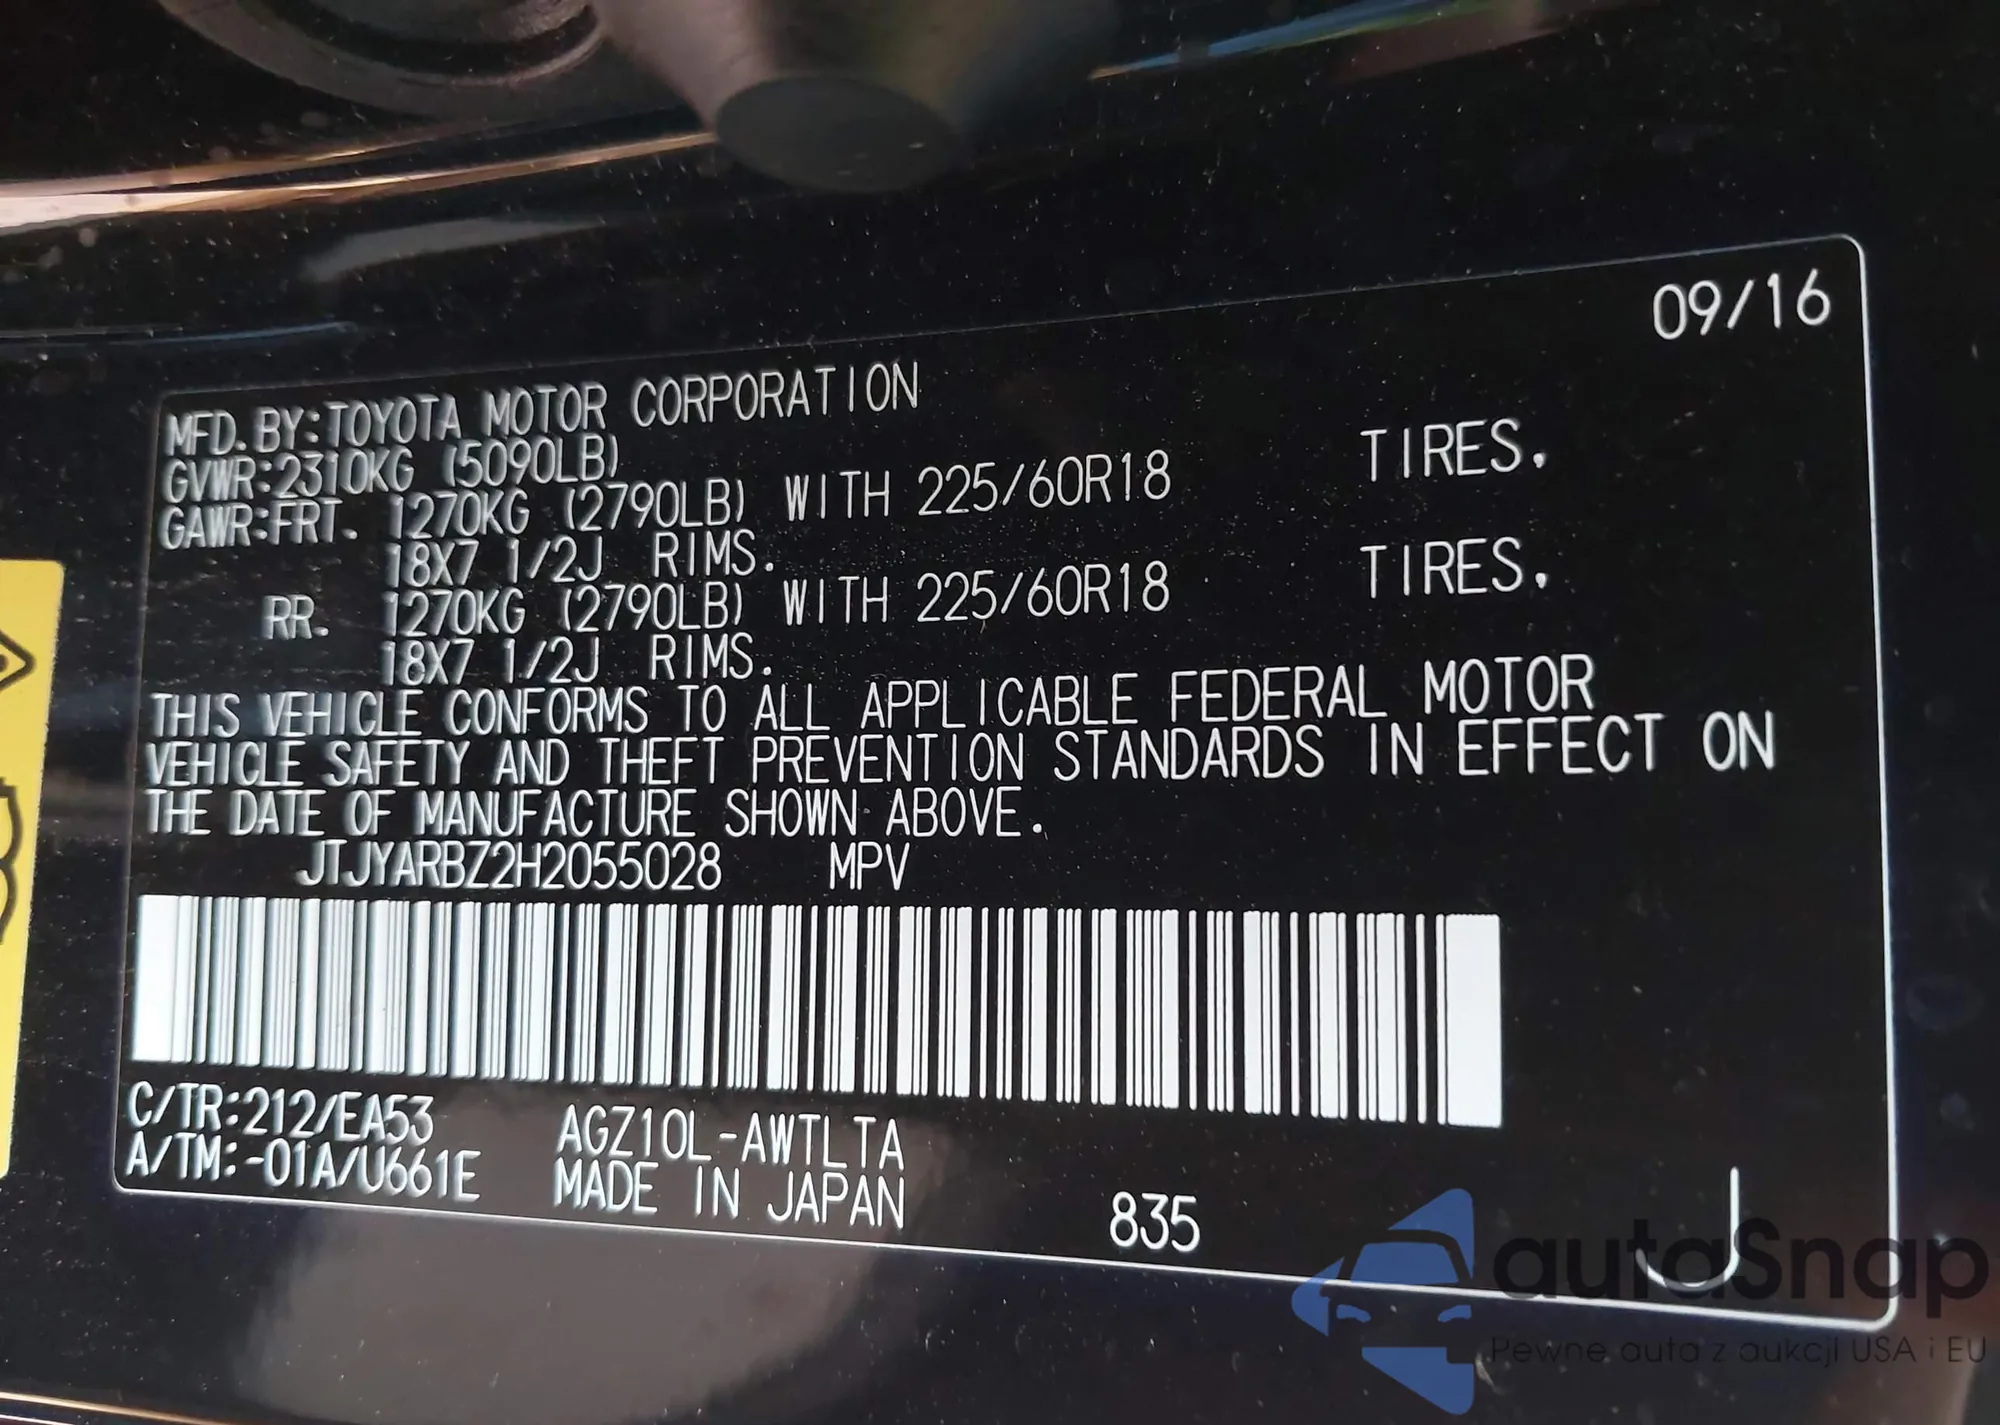 09/16
MFD.BY:TOYOTA MOTOR CORPORATION
GVWR:2310KG (5090LB)
GAWR:FRT. 1270KG (2790LB) WITH 225/60R18 TIRES.
18X7 1/2J RIMS.
RR. 1270KG (2790LB) WITH 225/60R18 TIRES.
18X7 1/2J RIMS.
THIS VEHICLE CONFORMS TO ALL APPLICABLE FEDERAL MOTOR
VEHICLE SAFETY AND THEFT PREVENTION STANDARDS IN EFFECT ON
THE DATE OF MANUFACTURE SHOWN ABOVE.
JTJYARBZ2H2055028 MPV
C/TR:212/EA53 AGZ10L-AWTLTA
A/TM:-01A/U661E MADE IN JAPAN 835 J
autaSnap
Pewne auta z aukcji USA i EU